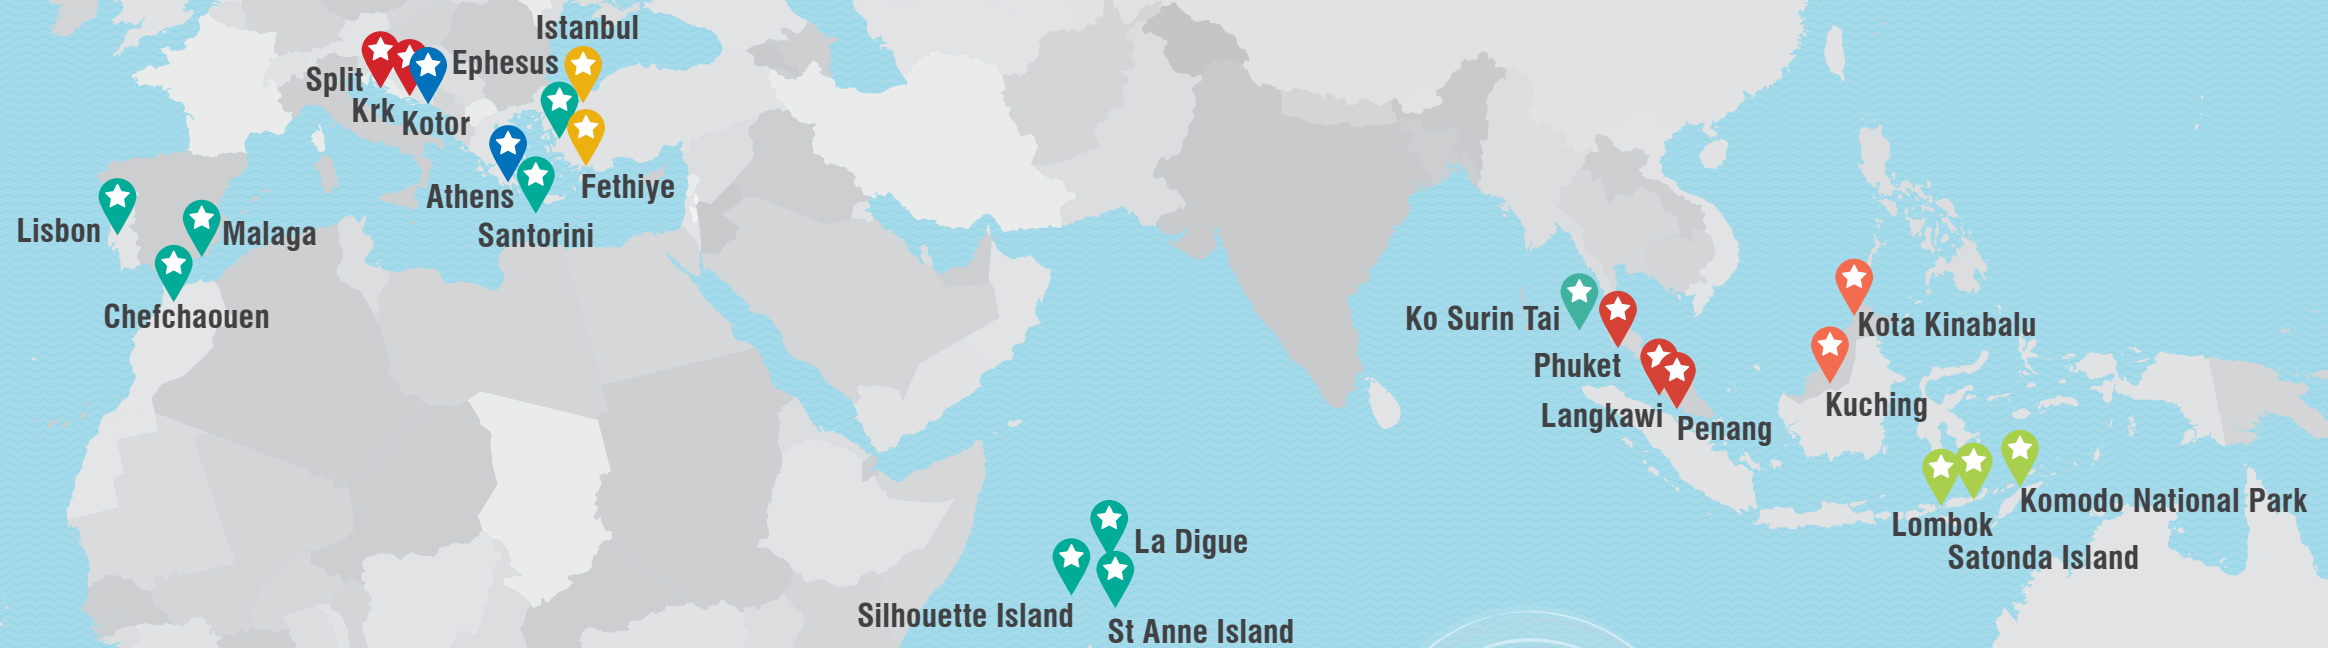 Istanbul
Ephesus
Split
Krk
Kotor
Athens
Fethiye
Santorini
Lisbon
Malaga
Chefchaouen
Ko Surin Tai
Phuket
Langkawi
Penang
Kota Kinabalu
Kuching
Komodo National Park
Lombok
Satonda Island
La Digue
Silhouette Island
St Anne Island